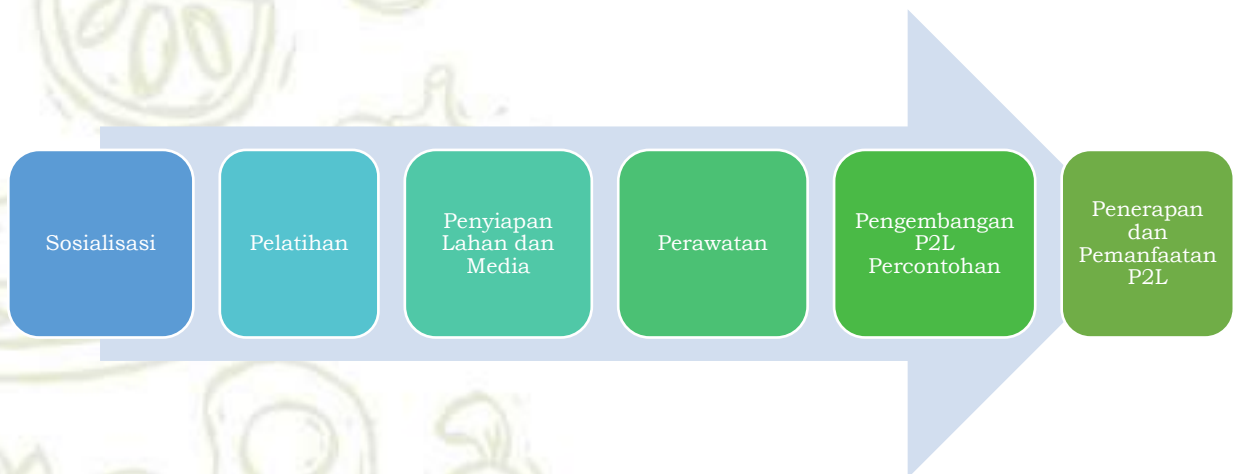 Sosialisasi
Pelatihan
Penyiapan
Lahan dan
Media
Perawatan
Pengembangan
P2L
Percontohan
Penerapan
dan
Pemanfaatan
P2L